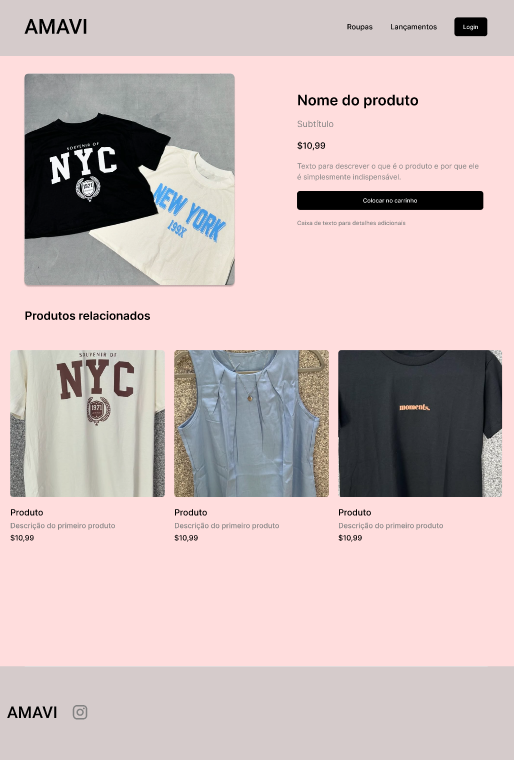 AMAVI
Roupas
Lançamentos
Login
SOUVENIR OF
NYC
1971
NEW YORK
199X
Nome do produto
Subtítulo
$10,99
Texto para descrever o que é o produto e por que ele
é simplesmente indispensável.
Colocar no carrinho
Caixa de texto para detalhes adicionais
Produtos relacionados
SOUVENIR OF
NYC
1971
moments.
Produto
Descrição do primeiro produto
$10,99
Produto
Descrição do primeiro produto
$10,99
Produto
Descrição do primeiro produto
$10,99
AMAVI